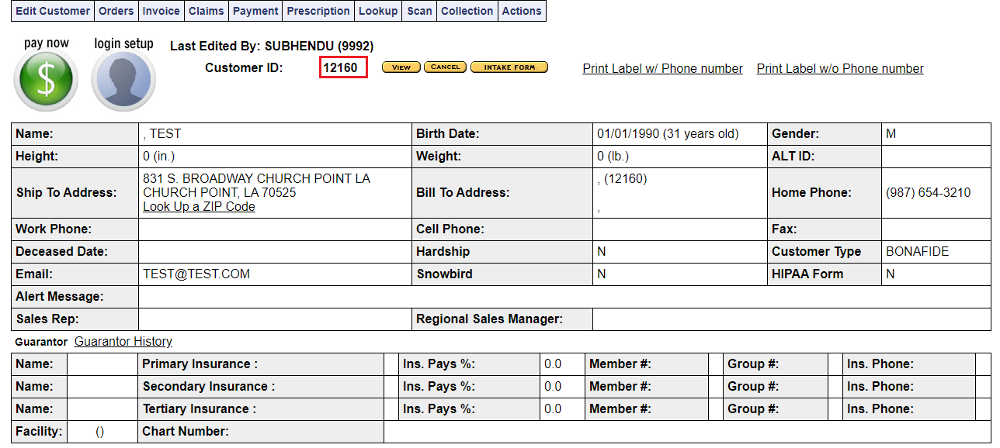 Edit Customer Orders Invoice Claims Payment Prescription Lookup Scan Collection Actions
pay now login setup Last Edited By: SUBHENDU (9992)
Customer ID: 12160 VIEW CANCEL INTAKE FORM Print Label w/ Phone number Print Label w/o Phone number
$
Name: , TEST Birth Date: 01/01/1990 (31 years old) Gender: M
Height: 0 (in.) Weight: 0 (lb.) ALT ID:
Ship To Address: 831 S. BROADWAY CHURCH POINT LA
CHURCH POINT, LA 70525
Look Up a ZIP Code
Bill To Address: , (12160)
,
Home Phone: (987) 654-3210
Work Phone: Cell Phone: Fax:
Deceased Date: Hardship N Customer Type BONAFIDE
Email: TEST@TEST.COM Snowbird N HIPAA Form N
Alert Message:
Sales Rep: Regional Sales Manager:
Guarantor Guarantor History
Name: Primary Insurance : Ins. Pays %: 0.0 Member #: Group #: Ins. Phone:
Name: Secondary Insurance : Ins. Pays %: 0.0 Member #: Group #: Ins. Phone:
Name: Tertiary Insurance : Ins. Pays %: 0.0 Member #: Group #: Ins. Phone:
Facility: () Chart Number: